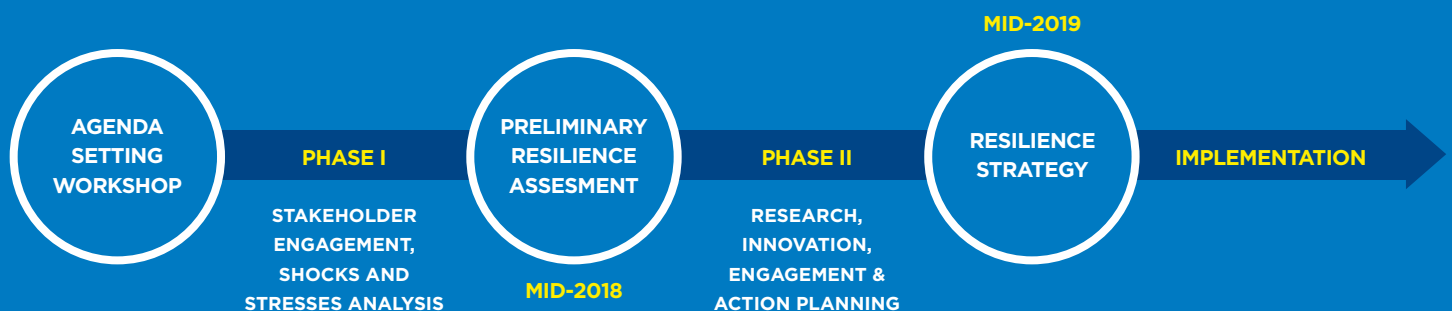 AGENDA
SETTING
WORKSHOP
PHASE I
STAKEHOLDER
ENGAGEMENT,
SHOCKS AND
STRESSES ANALYSIS
PRELIMINARY
RESILIENCE
ASSESMENT
MID-2018
PHASE II
RESEARCH,
INNOVATION,
ENGAGEMENT &
ACTION PLANNING
MID-2019
RESILIENCE
STRATEGY
IMPLEMENTATION